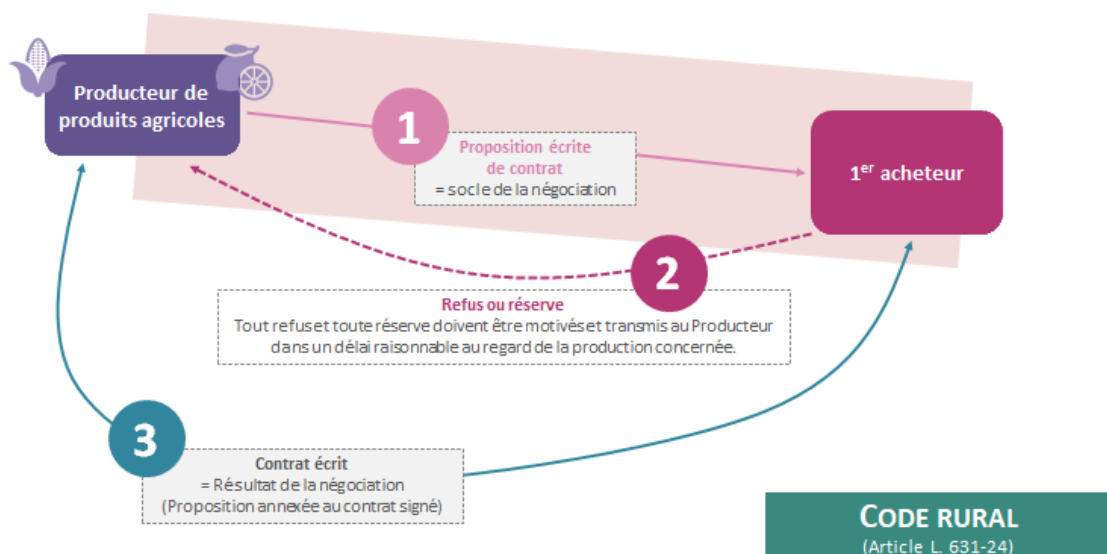 Producteur de
produits agricoles
1
Proposition écrite
de contrat
= socle de la négociation
1er acheteur
2
Refus ou réserve
Tout refus et toute réserve doivent être motivés et transmis au Producteur
dans un délai raisonnable au regard de la production concernée.
3
Contrat écrit
= Résultat de la négociation
(Proposition annexée au contrat signé)
CODE RURAL
(Article L. 631-24)